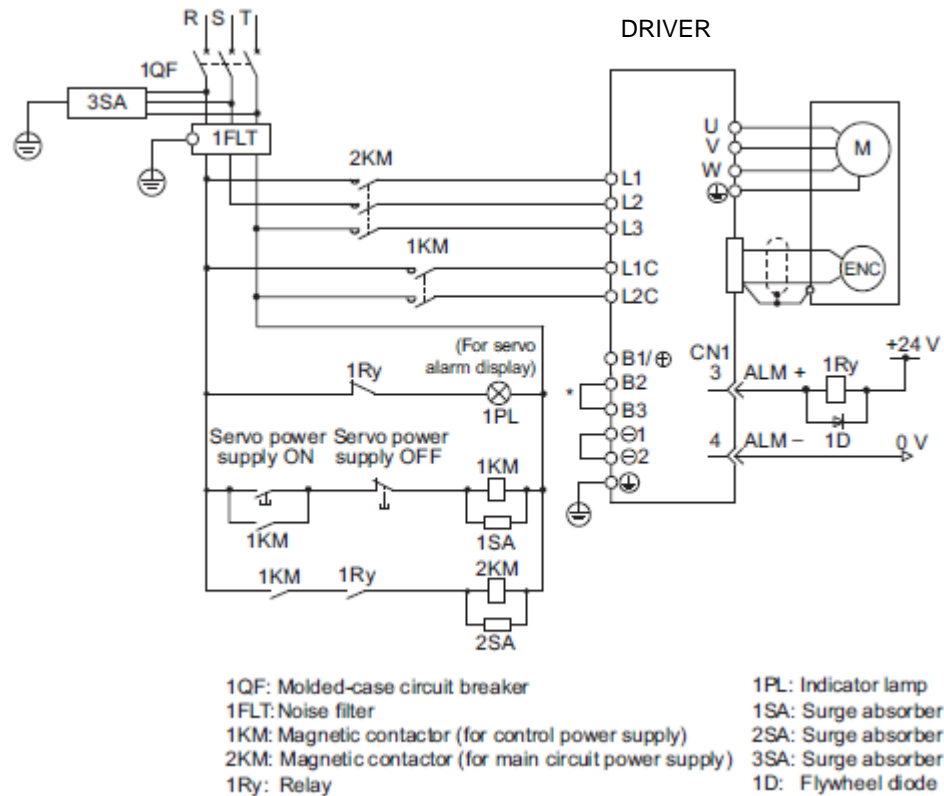 R S T
DRIVER
1QF
3SA
1FLT
U
V
W
M
2KM
L1
L2
L3
1KM
L1C
L2C
ENC
(For servo
alarm display)
1Ry
1PL
B1/⊕
B2
*
B3
⊖1
⊖2
CN1
3
ALM +
1Ry
+24 V
4
ALM −
1D
0 V
Servo power
supply ON
Servo power
supply OFF
1KM
1KM
1SA
1KM
1Ry
2KM
2SA
1QF: Molded-case circuit breaker
1FLT: Noise filter
1KM: Magnetic contactor (for control power supply)
2KM: Magnetic contactor (for main circuit power supply)
1Ry: Relay
1PL: Indicator lamp
1SA: Surge absorber
2SA: Surge absorber
3SA: Surge absorber
1D: Flywheel diode